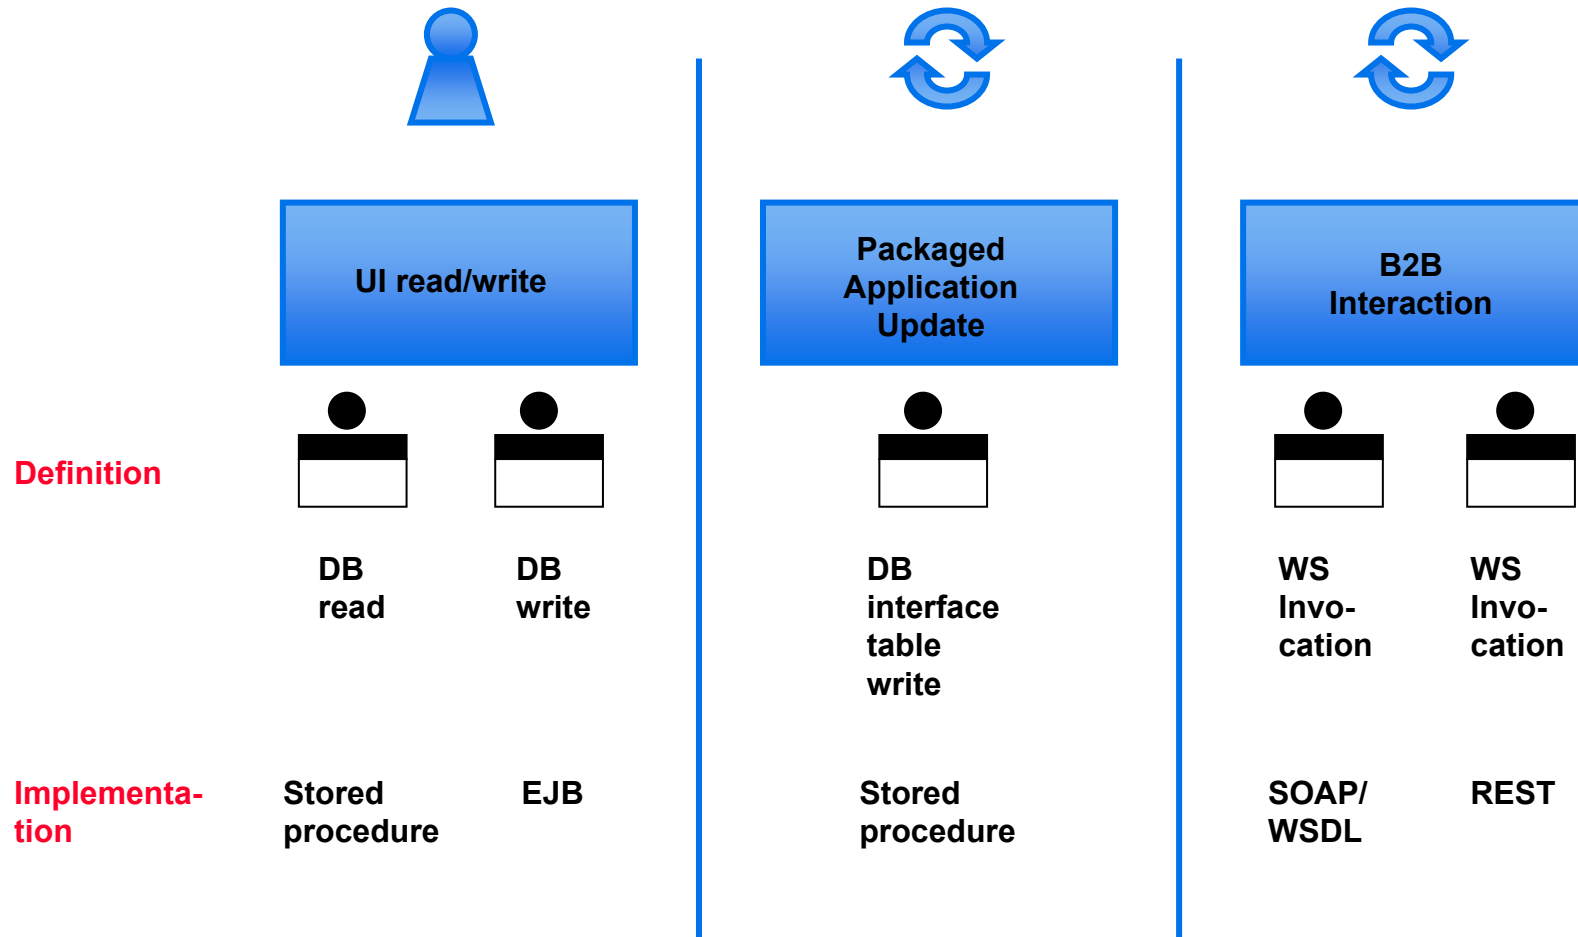 UI read/write
Packaged
Application
Update
B2B
Interaction
Definition
DB
read
DB
write
DB
interface
table
write
WS
Invo-
cation
WS
Invo-
cation
Implementa-
tion
Stored
procedure
EJB
Stored
procedure
SOAP/
WSDL
REST